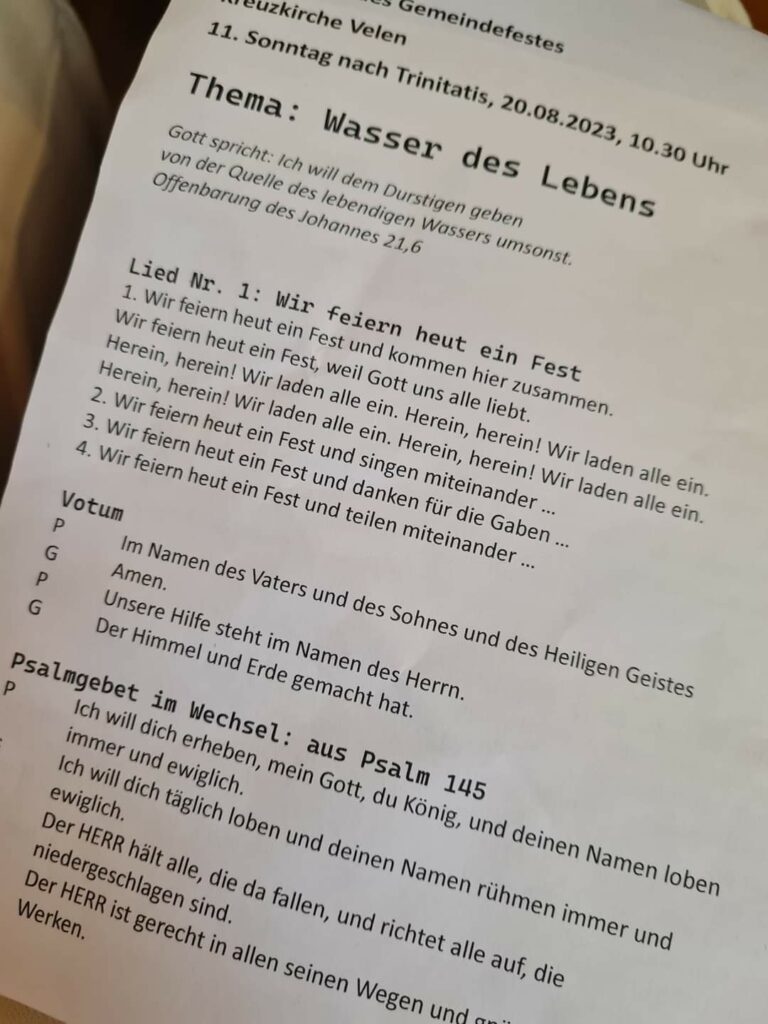 Gemeindefestes
Kreuzkirche Velen
11. Sonntag nach Trinitatis, 20.08.2023, 10.30 Uhr
Thema: Wasser des Lebens
Gott spricht: Ich will dem Durstigen geben
von der Quelle des lebendigen Wassers umsonst.
Offenbarung des Johannes 21,6
Lied Nr. 1: Wir feiern heut ein Fest
1. Wir feiern heut ein Fest und kommen hier zusammen.
Wir feiern heut ein Fest, weil Gott uns alle liebt.
Herein, herein! Wir laden alle ein. Herein, herein! Wir laden alle ein.
Herein, herein! Wir laden alle ein. Herein, herein! Wir laden alle ein.
2. Wir feiern heut ein Fest und singen miteinander ...
3. Wir feiern heut ein Fest und danken für die Gaben ...
4. Wir feiern heut ein Fest und teilen miteinander ...
Votum
P Im Namen des Vaters und des Sohnes und des Heiligen Geistes
G Amen.
P Unsere Hilfe steht im Namen des Herrn.
G Der Himmel und Erde gemacht hat.
Psalmgebet im Wechsel: aus Psalm 145
P Ich will dich erheben, mein Gott, du König, und deinen Namen loben
immer und ewiglich.
Ich will dich täglich loben und deinen Namen rühmen immer und
ewiglich.
Der HERR hält alle, die da fallen, und richtet alle auf, die
niedergeschlagen sind.
Der HERR ist gerecht in allen seinen Wegen und
Werken.